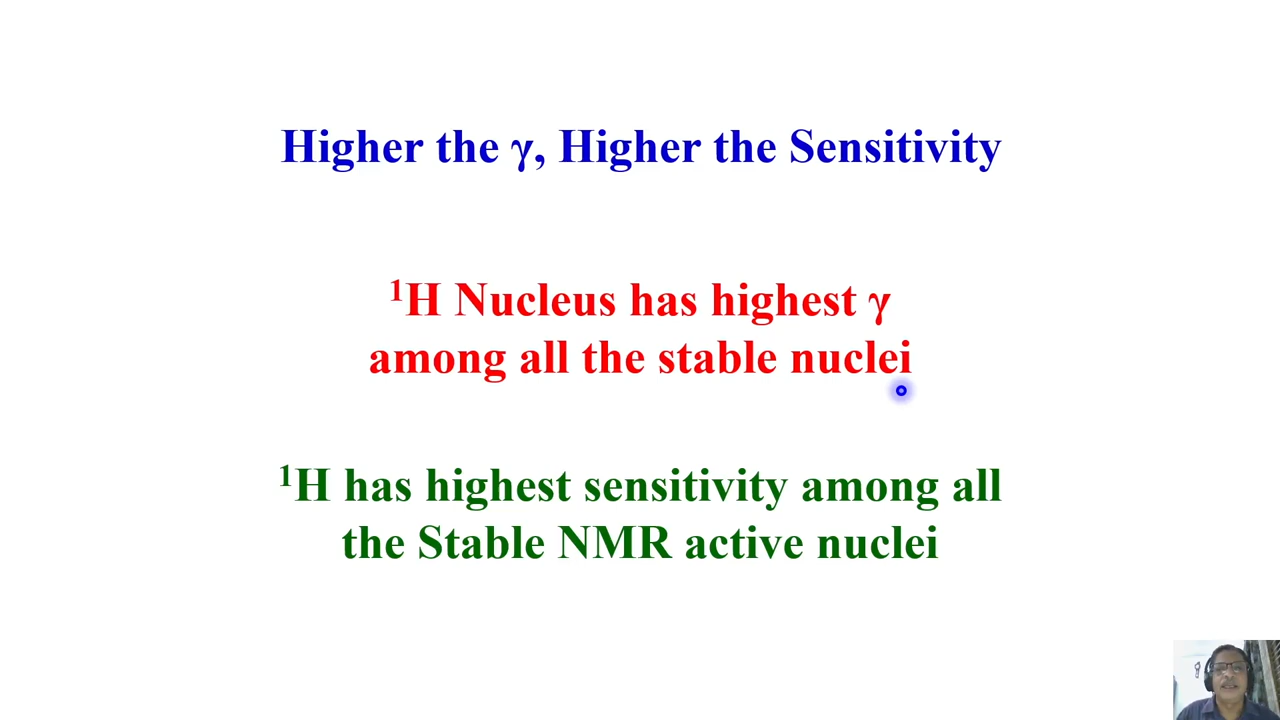 Higher the γ, Higher the Sensitivity
¹H Nucleus has highest γ
among all the stable nuclei
¹H has highest sensitivity among all
the Stable NMR active nuclei